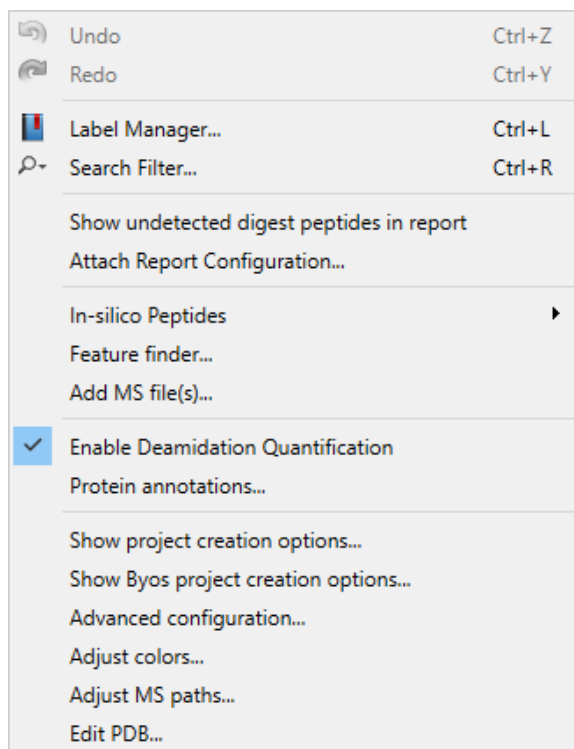 Undo Ctrl+Z
Redo Ctrl+Y
Label Manager... Ctrl+L
Search Filter... Ctrl+R
Show undetected digest peptides in report
Attach Report Configuration...
In-silico Peptides
Feature finder...
Add MS file(s)...
Enable Deamidation Quantification
Protein annotations...
Show project creation options...
Show Byos project creation options...
Advanced configuration...
Adjust colors...
Adjust MS paths...
Edit PDB...